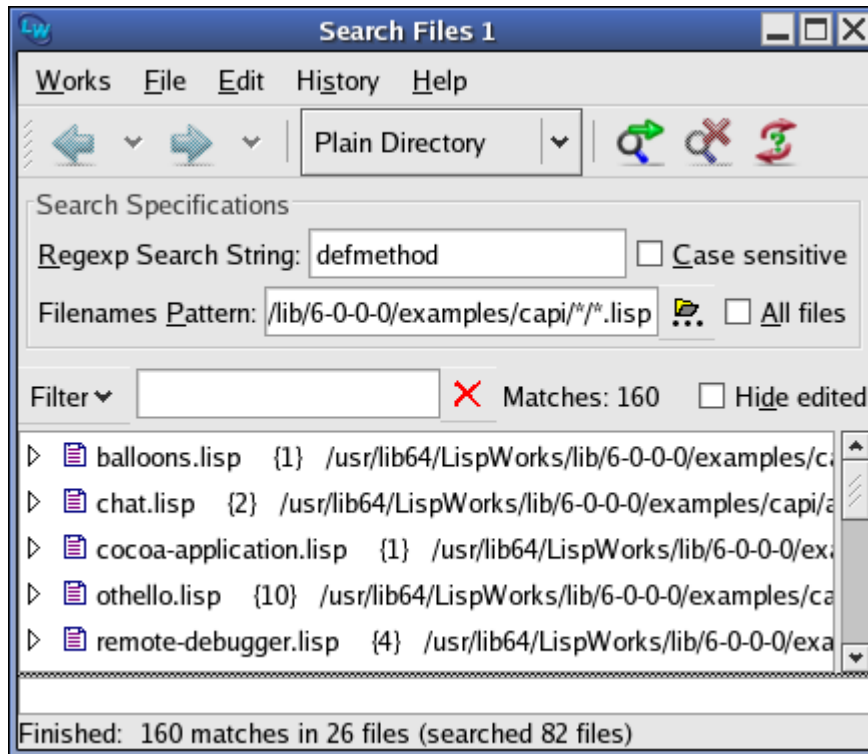 LW Search Files 1
Works File Edit History Help
Plain Directory
Search Specifications
Regexp Search String: defmethod Case sensitive
Filenames Pattern: /lib/6-0-0-0/examples/capi/*/*.lisp All files
Filter Matches: 160 Hide edited
balloons.lisp {1} /usr/lib64/LispWorks/lib/6-0-0-0/examples/ca
chat.lisp {2} /usr/lib64/LispWorks/lib/6-0-0-0/examples/capi/a
cocoa-application.lisp {1} /usr/lib64/LispWorks/lib/6-0-0-0/exa
othello.lisp {10} /usr/lib64/LispWorks/lib/6-0-0-0/examples/ca
remote-debugger.lisp {4} /usr/lib64/LispWorks/lib/6-0-0-0/exa
Finished: 160 matches in 26 files (searched 82 files)